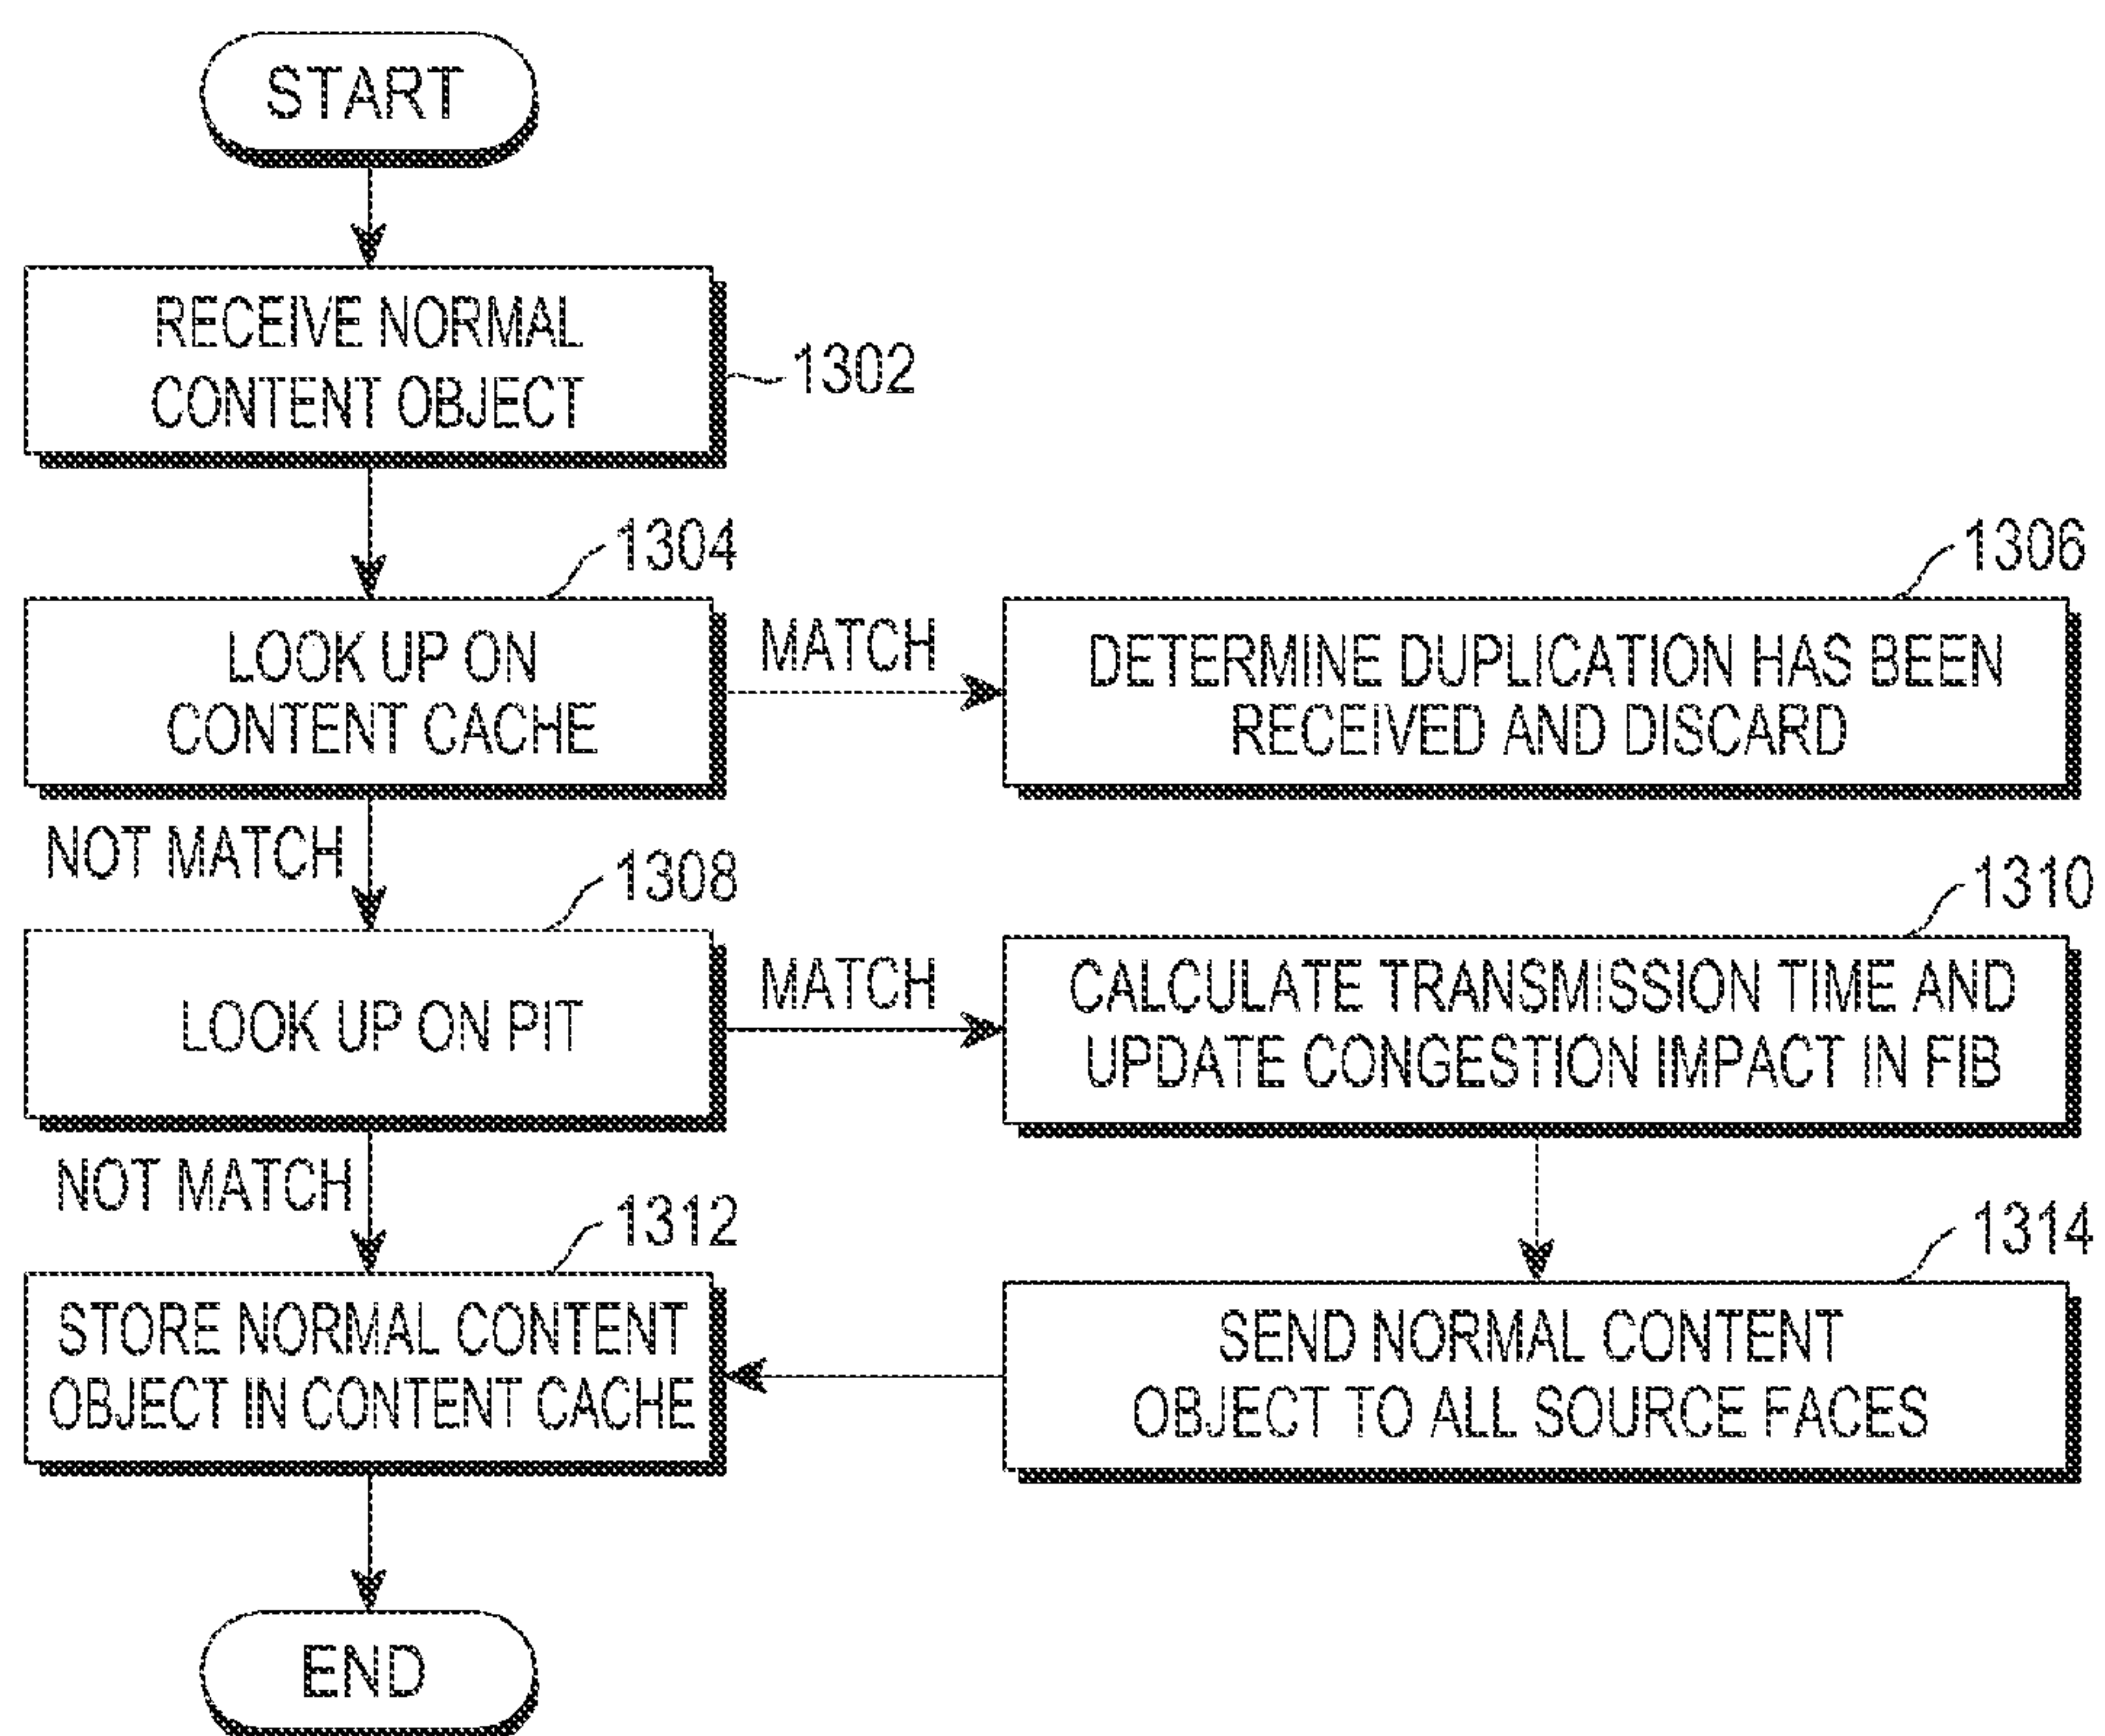 START
RECEIVE NORMAL
CONTENT OBJECT
1302
1304
LOOK UP ON
CONTENT CACHE
MATCH
1306
DETERMINE DUPLICATION HAS BEEN
RECEIVED AND DISCARD
NOT MATCH
1308
LOOK UP ON PIT
MATCH
1310
CALCULATE TRANSMISSION TIME AND
UPDATE CONGESTION IMPACT IN FIB
NOT MATCH
1312
STORE NORMAL CONTENT
OBJECT IN CONTENT CACHE
1314
SEND NORMAL CONTENT
OBJECT TO ALL SOURCE FACES
END